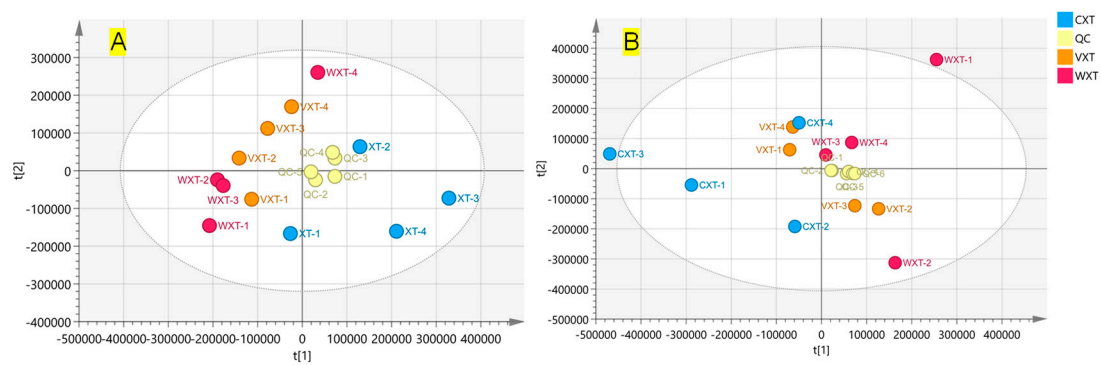 A
400000
300000
200000
100000
0
-100000
-200000
-300000
-400000
t[2]
-500000-400000-300000-200000-100000 0 100000 200000 300000 400000
t[1]
WXT-4
VXT-4
VXT-3
XT-2
QC-4
QC-3
VXT-2
WXT-2
QC-1
WXT-3
QC-2
VXT-1
XT-3
WXT-1
XT-1
XT-4
B
400000
300000
200000
100000
0
-100000
-200000
-300000
-400000
-500000
t[2]
-500000 -400000 -300000 -200000 -100000 0 100000 200000 300000 400000
t[1]
WXT-1
VXT-4
CXT-4
WXT-3
WXT-4
VXT-1
CXT-3
CXT-1
VXT-3
VXT-2
CXT-2
WXT-2
CXT
QC
VXT
WXT